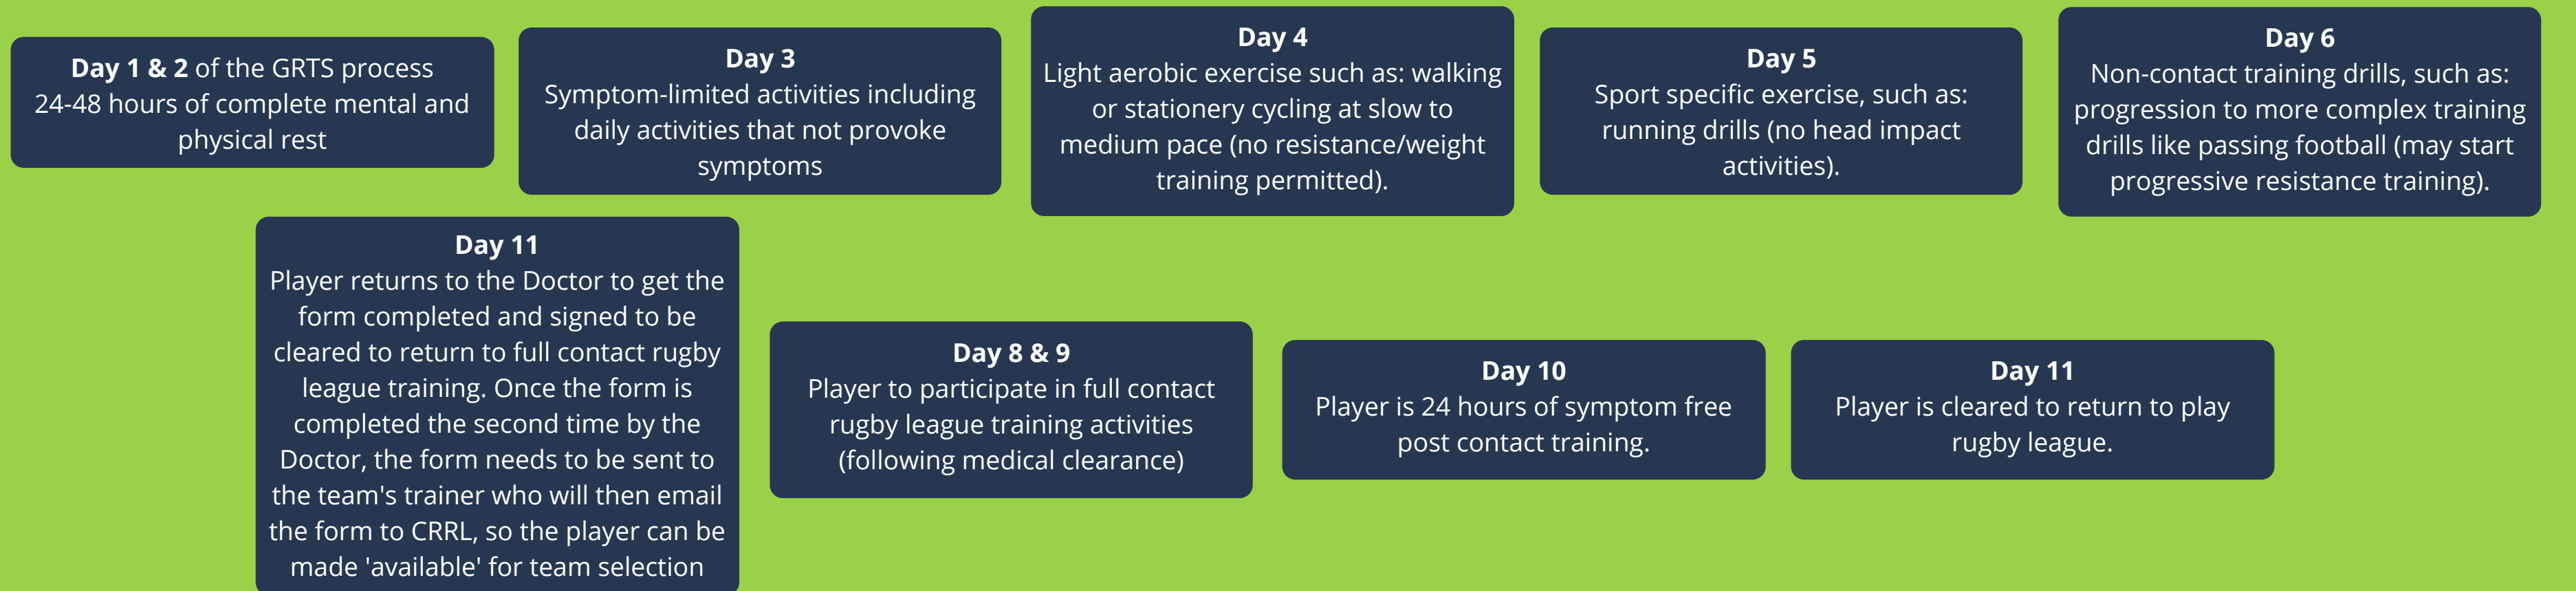 Day 1 & 2 of the GRTS process
24-48 hours of complete mental and
physical rest
Day 3
Symptom-limited activities including
daily activities that not provoke
symptoms
Day 4
Light aerobic exercise such as: walking
or stationery cycling at slow to
medium pace (no resistance/weight
training permitted).
Day 5
Sport specific exercise, such as:
running drills (no head impact
activities).
Day 6
Non-contact training drills, such as:
progression to more complex training
drills like passing football (may start
progressive resistance training).
Day 11
Player returns to the Doctor to get the
form completed and signed to be
cleared to return to full contact rugby
league training. Once the form is
completed the second time by the
Doctor, the form needs to be sent to
the team's trainer who will then email
the form to CRRL, so the player can be
made 'available' for team selection
Day 8 & 9
Player to participate in full contact
rugby league training activities
(following medical clearance)
Day 10
Player is 24 hours of symptom free
post contact training.
Day 11
Player is cleared to return to play
rugby league.